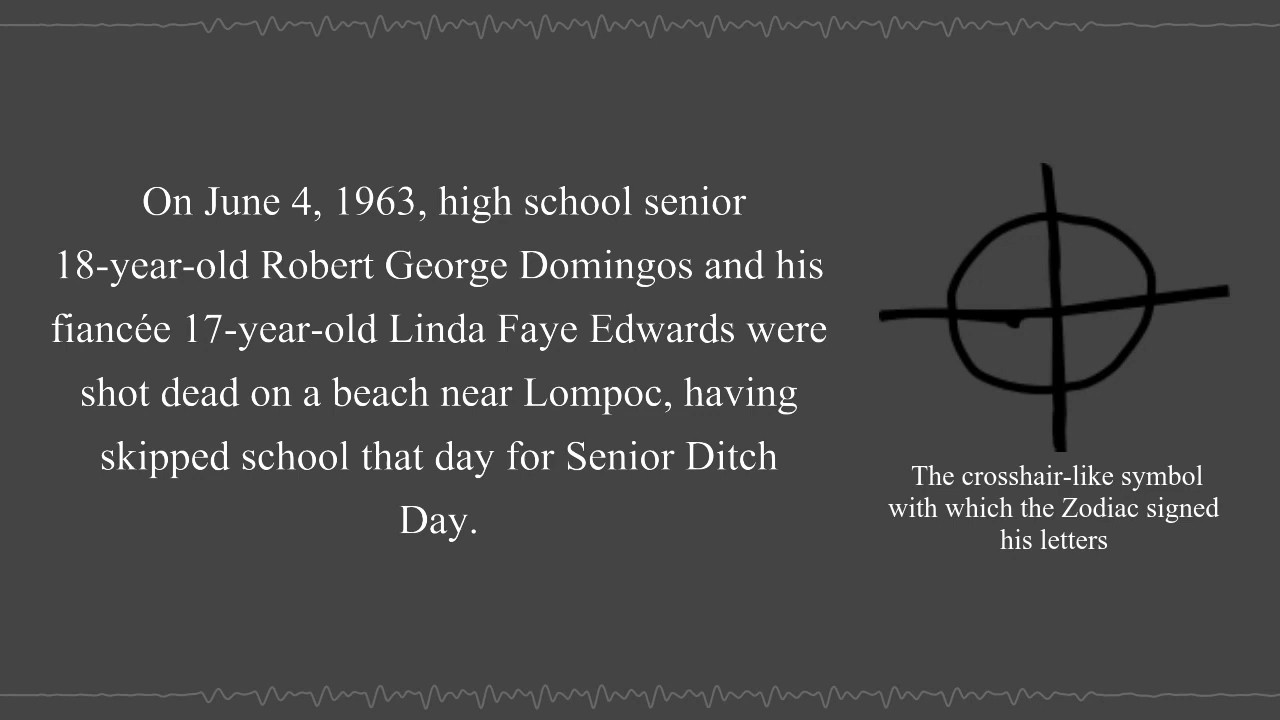 On June 4, 1963, high school senior
18-year-old Robert George Domingos and his
fiancée 17-year-old Linda Faye Edwards were
shot dead on a beach near Lompoc, having
skipped school that day for Senior Ditch
Day.
The crosshair-like symbol
with which the Zodiac signed
his letters